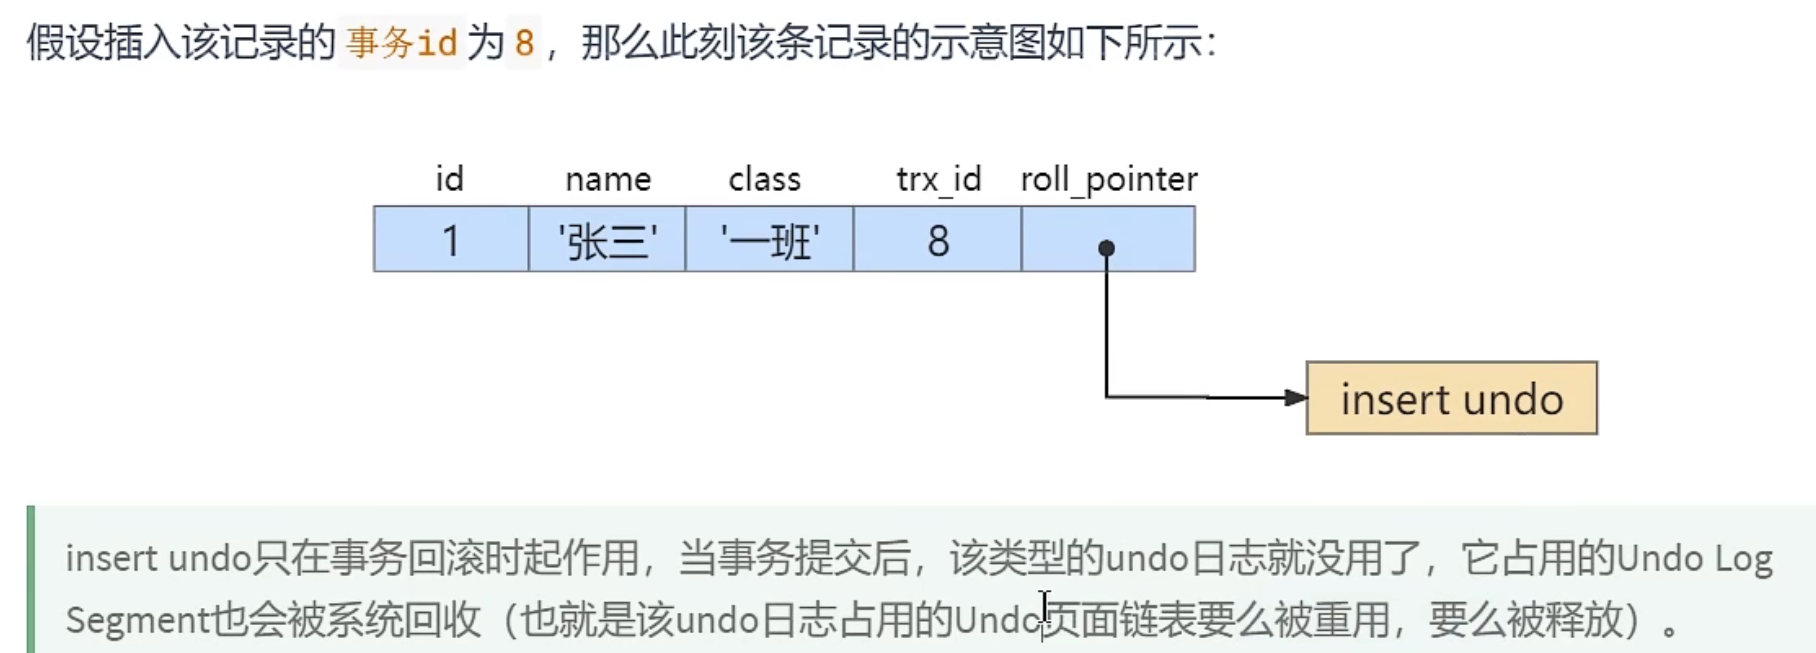 假设插入该记录的 事务id 为 8 ，那么此刻该条记录的示意图如下所示：
id name class trx_id roll_pointer
1 '张三' '一班' 8
insert undo
insert undo只在事务回滚时起作用，当事务提交后，该类型的undo日志就没用了，它占用的Undo Log
Segment也会被系统回收（也就是该undo日志占用的Undo页面链表要么被重用，要么被释放）。